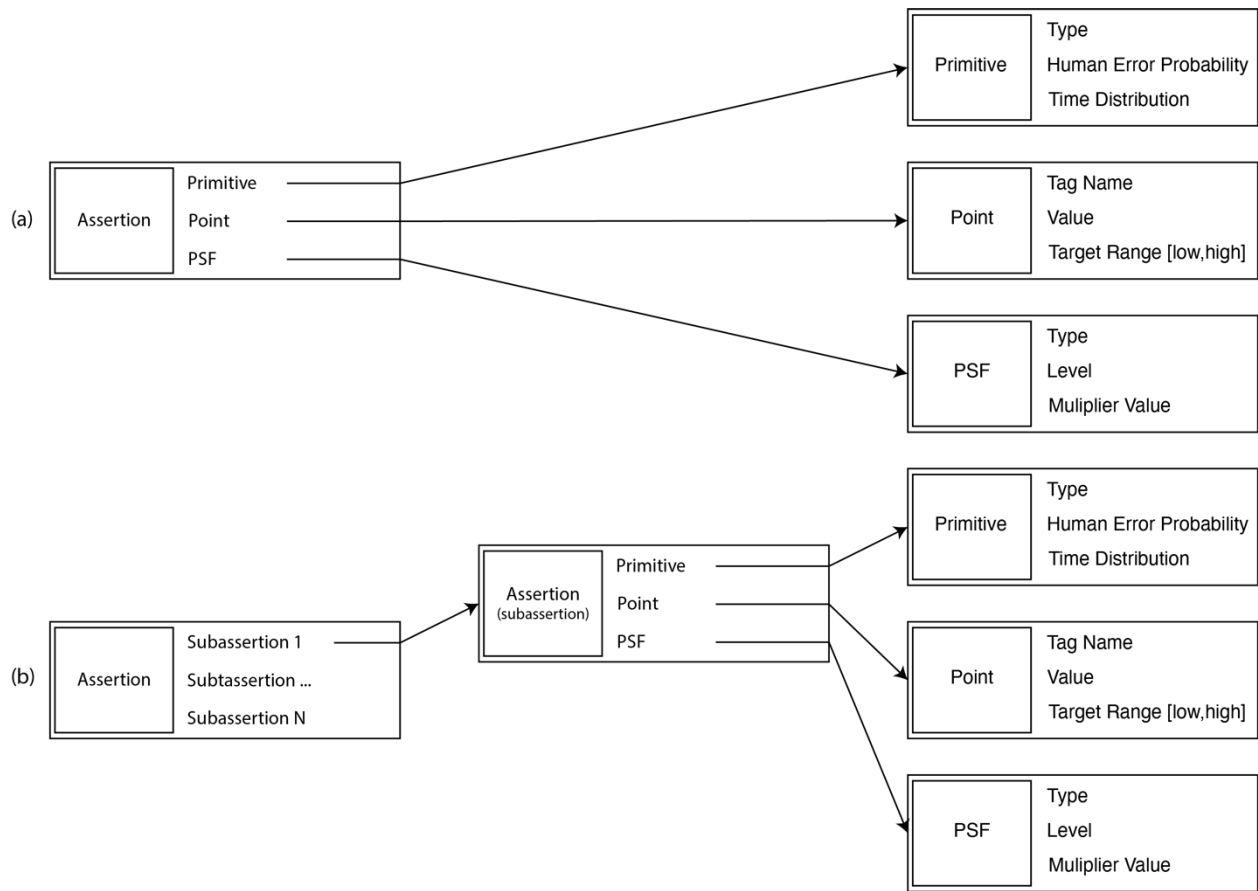 (a)
Assertion
Primitive
Point
PSF
Primitive
Type
Human Error Probability
Time Distribution
Point
Tag Name
Value
Target Range [low,high]
PSF
Type
Level
Muliplier Value
(b)
Assertion
Subassertion 1
Subtassertion ...
Subassertion N
Assertion
(subassertion)
Primitive
Point
PSF
Primitive
Type
Human Error Probability
Time Distribution
Point
Tag Name
Value
Target Range [low,high]
PSF
Type
Level
Muliplier Value